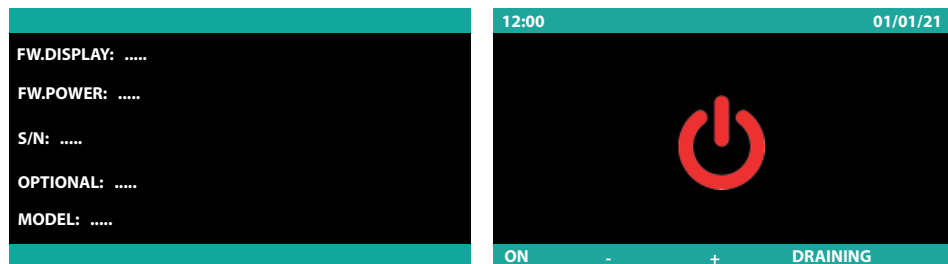 FW.DISPLAY: .....
FW.POWER: .....
S/N: .....
OPTIONAL: .....
MODEL: .....
12:00 01/01/21
ON - + DRAINING